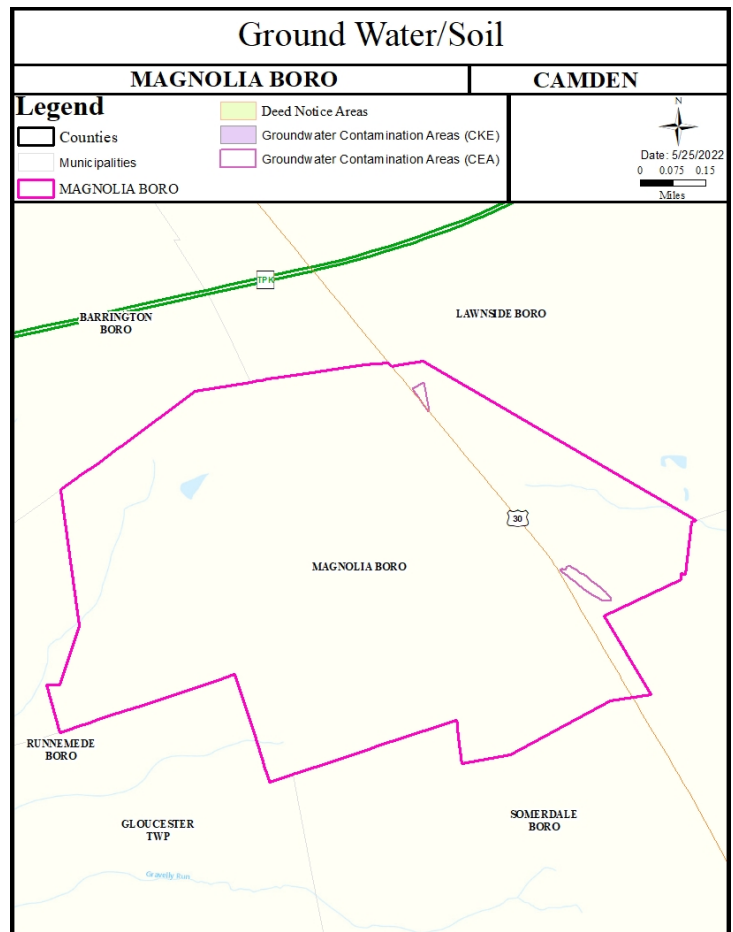 Ground Water/Soil
MAGNOLIA BORO
CAMDEN
Legend
Counties
Municipalities
MAGNOLIA BORO
Deed Notice Areas
Groundwater Contamination Areas (CKE)
Groundwater Contamination Areas (CEA)
N
Date: 5/25/2022
0 0.075 0.15
Miles
TPK
BARRINGTON
BORO
LAWNSIDE BORO
30
MAGNOLIA BORO
RUNNEMEDE
BORO
GLOUCESTER
TWP
SOMERDALE
BORO
Gravelly Run